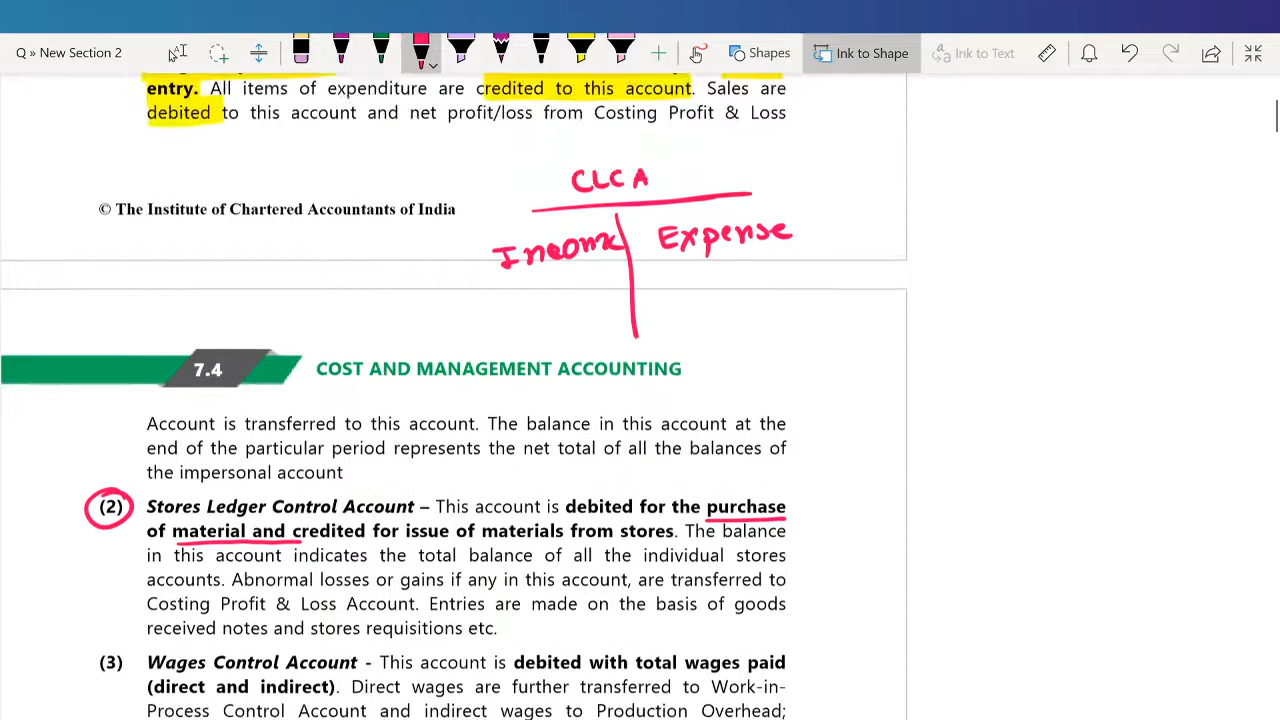 Q » New Section 2
Shapes
Ink to Shape
Ink to Text
entry. All items of expenditure are credited to this account. Sales are
debited to this account and net profit/loss from Costing Profit & Loss
CLCA
© The Institute of Chartered Accountants of India
Income Expense
7.4 COST AND MANAGEMENT ACCOUNTING
Account is transferred to this account. The balance in this account at the
end of the particular period represents the net total of all the balances of
the impersonal account
(2) Stores Ledger Control Account – This account is debited for the purchase
of material and credited for issue of materials from stores. The balance
in this account indicates the total balance of all the individual stores
accounts. Abnormal losses or gains if any in this account, are transferred to
Costing Profit & Loss Account. Entries are made on the basis of goods
received notes and stores requisitions etc.
(3) Wages Control Account - This account is debited with total wages paid
(direct and indirect). Direct wages are further transferred to Work-in-
Process Control Account and indirect wages to Production Overhead;